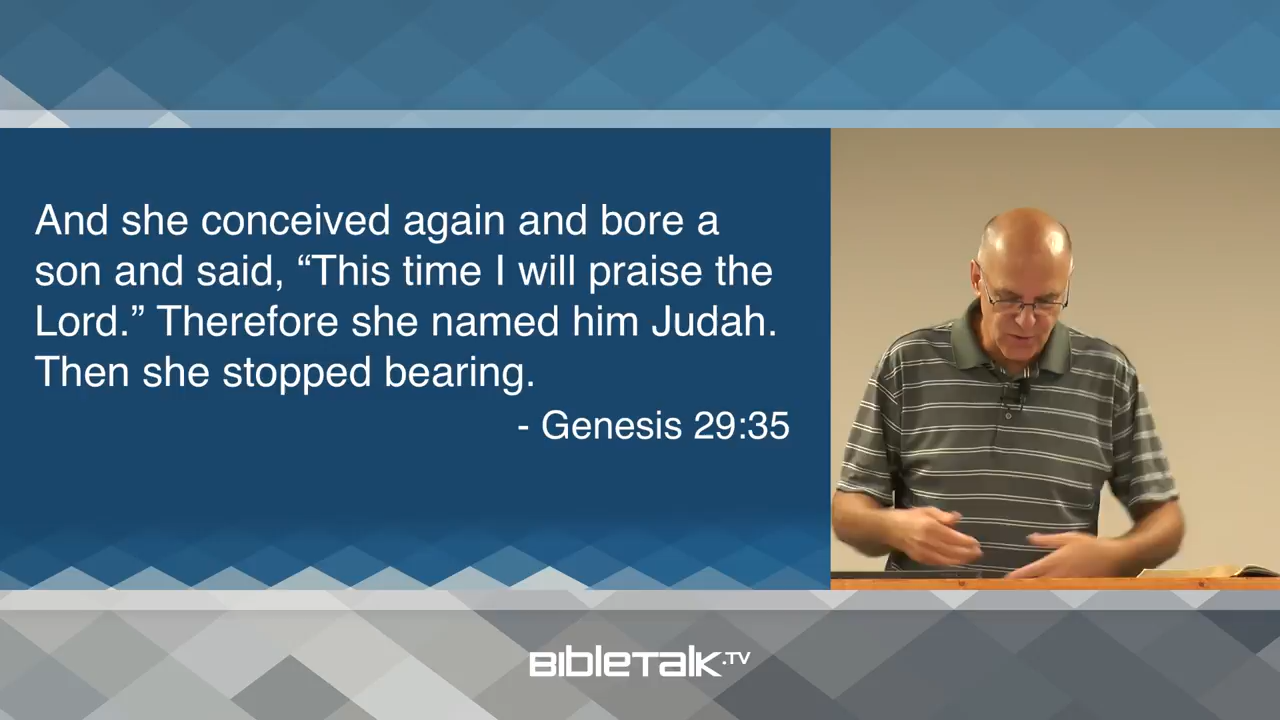 And she conceived again and bore a
son and said, “This time I will praise the
Lord.” Therefore she named him Judah.
Then she stopped bearing.
- Genesis 29:35
BIBLETALK.TV